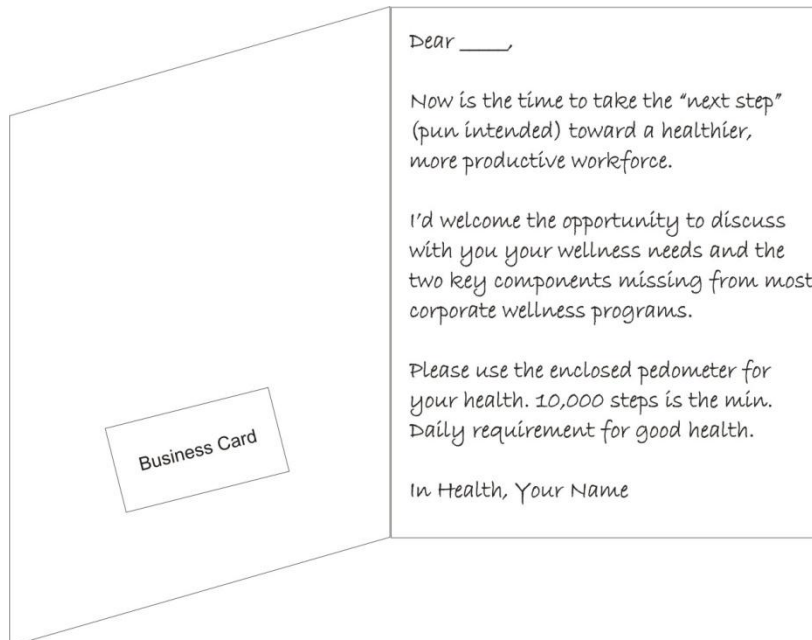 Dear ____,
Now is the time to take the “next step”
(pun intended) toward a healthier,
more productive workforce.
I'd welcome the opportunity to discuss
with you your wellness needs and the
two key components missing from most
corporate wellness programs.
Please use the enclosed pedometer for
your health. 10,000 steps is the min.
Daily requirement for good health.
In Health, Your Name
Business Card